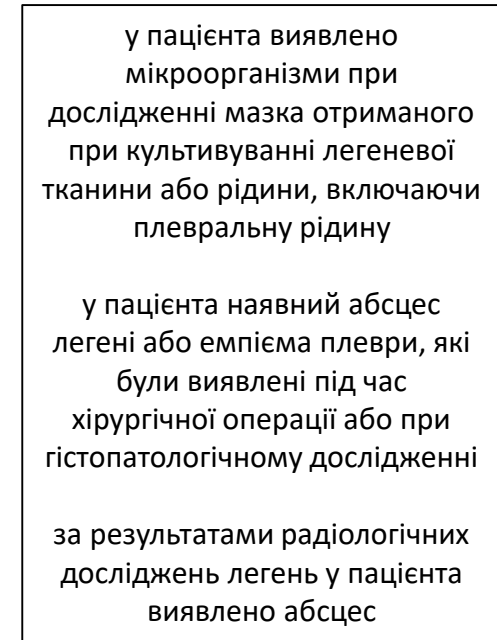 у пацієнта виявлено
мікроорганізми при
дослідженні мазка отриманого
при культивуванні легеневої
тканини або рідини, включаючи
плевральну рідину
у пацієнта наявний абсцес
легені або емпієма плеври, які
були виявлені під час
хірургічної операції або при
гістопатологічному дослідженні
за результатами радіологічних
досліджень легень у пацієнта
виявлено абсцес